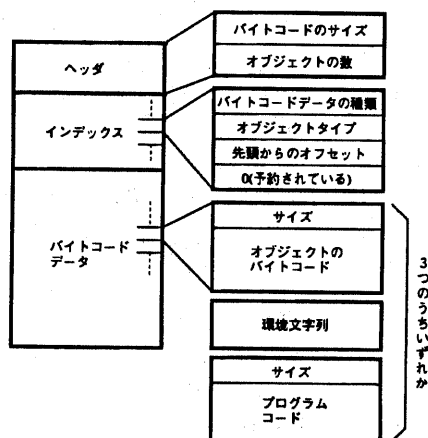 ヘッダ
インデックス
バイトコード
データ
バイトコードのサイズ
オブジェクトの数
バイトコードデータの種類
オブジェクトタイプ
先頭からのオフセット
0(予約されている)
サイズ
オブジェクトの
バイトコード
環境文字列
サイズ
プログラム
コード
3つのうちいずれか